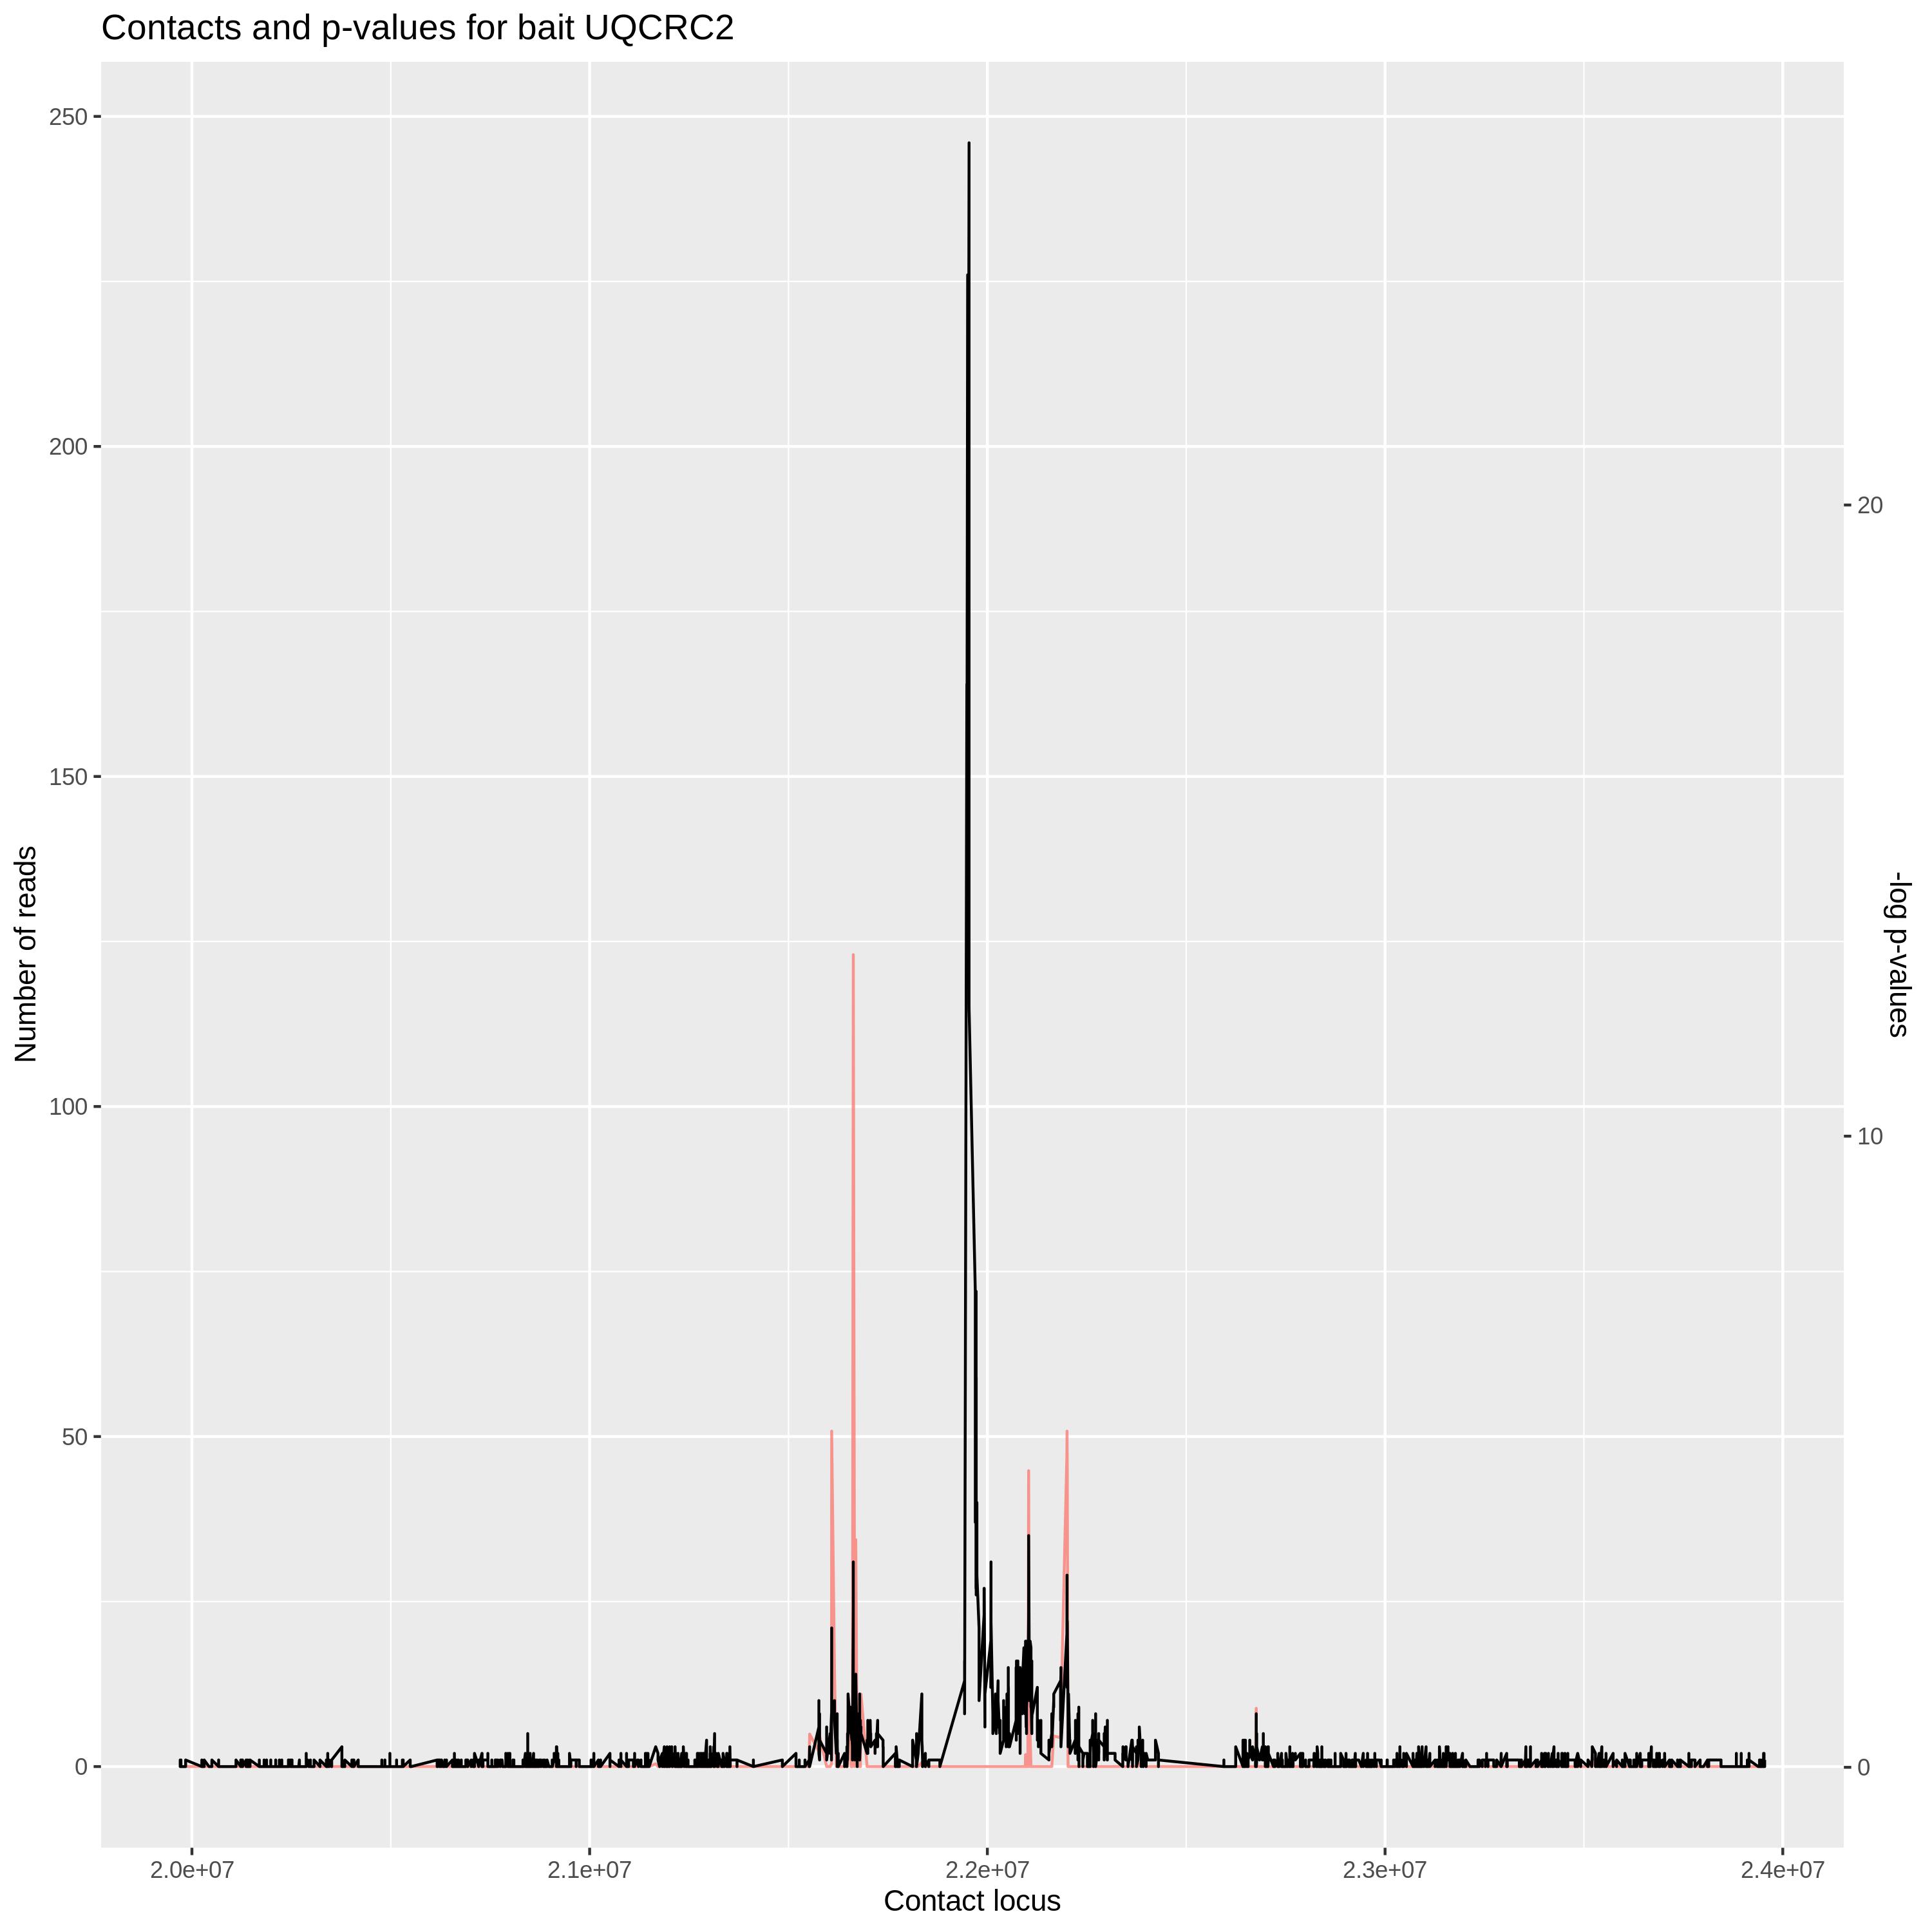 Contacts and p-values for bait UQCRC2
250
200
150
100
50
0
Number of reads
20
10
0
-log p-values
2.0e+07 2.1e+07 2.2e+07 2.3e+07 2.4e+07
Contact locus